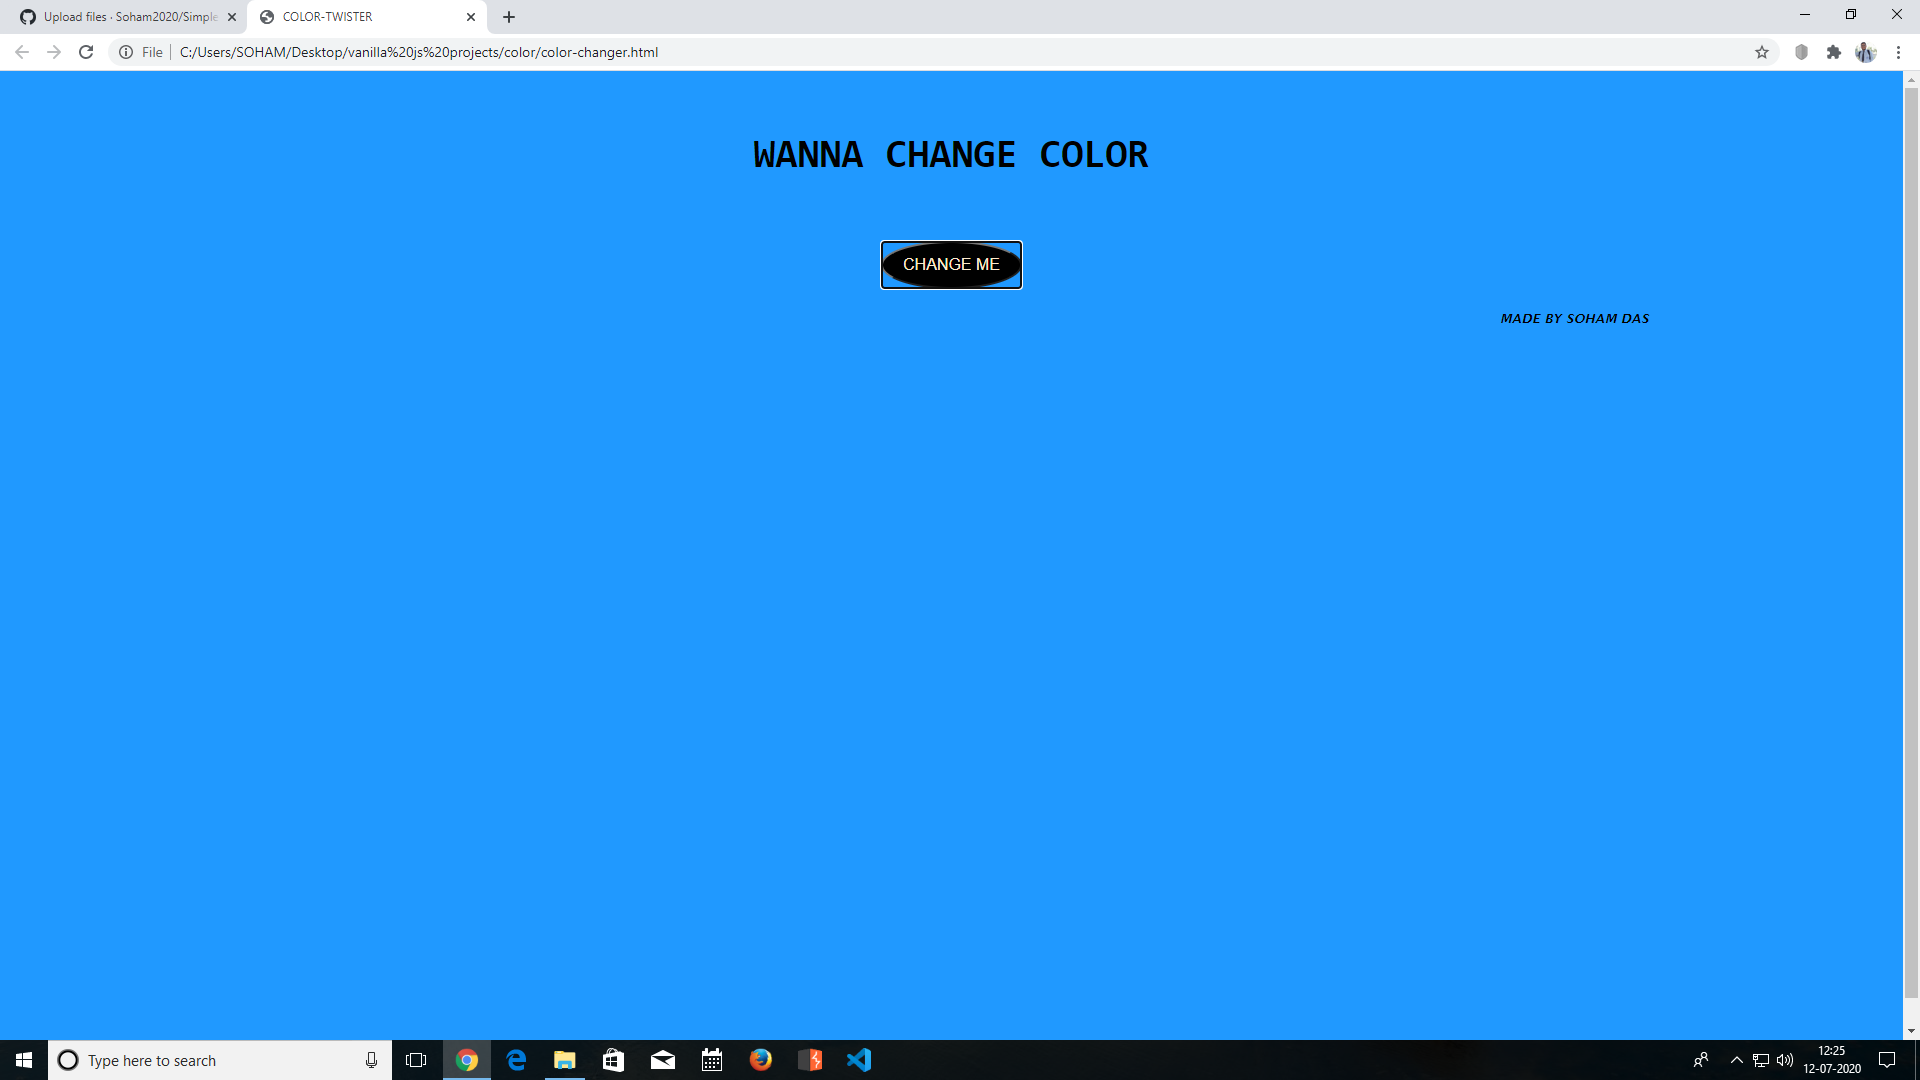 Upload files · Soham2020/Simple
COLOR-TWISTER
File
C:/Users/SOHAM/Desktop/vanilla%20js%20projects/color/color-changer.html
WANNA CHANGE COLOR
CHANGE ME
MADE BY SOHAM DAS
Type here to search
12:25
12-07-2020